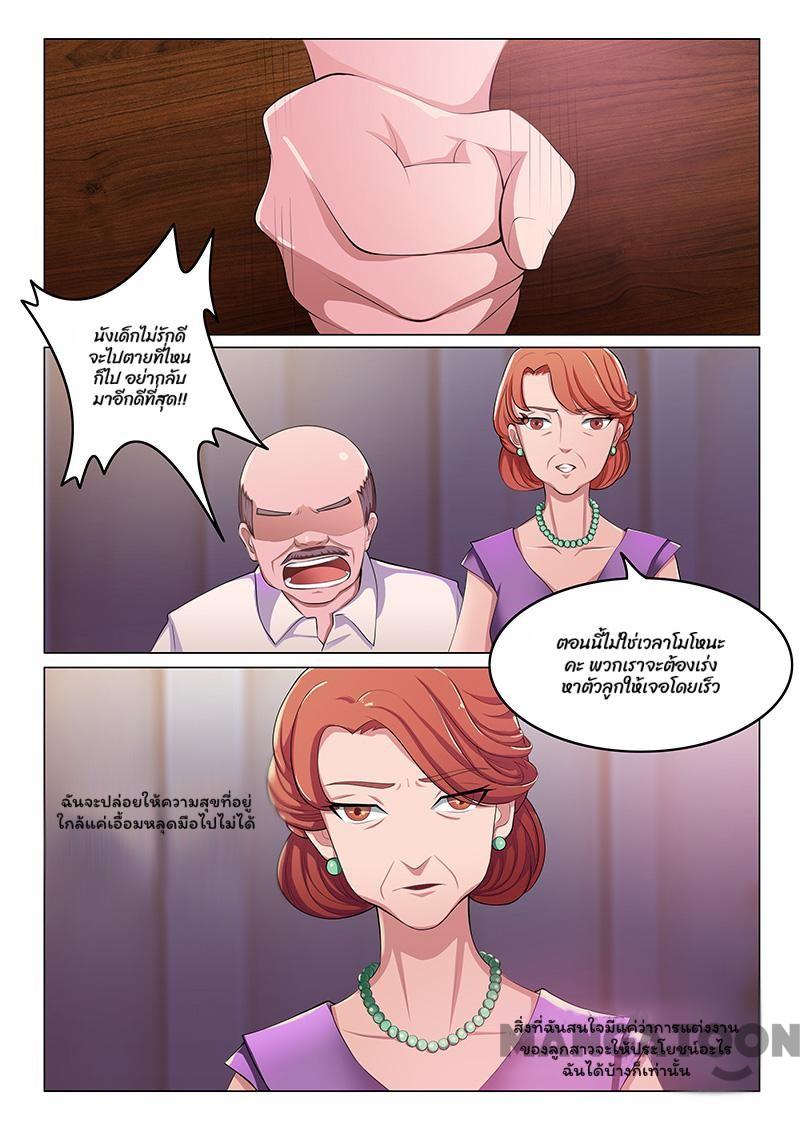 นังเด็กไม่รักดี
จะไปตายที่ไหน
ก็ไป อย่ากลับ
มาอีกดีที่สุด!!
ตอนนี้ไม่ใช่เวลาโมโหนะ
คะ พวกเราจะต้องเร่ง
หาตัวลูกให้เจอโดยเร็ว
ฉันจะปล่อยให้ความสุขที่อยู่
ใกล้แค่เอื้อมหลุดมือไปไม่ได้
สิ่งที่ฉันสนใจมีแค่ว่าการแต่งงาน
ของลูกสาวจะให้ประโยชน์อะไร
ฉันได้บ้างก็เท่านั้น